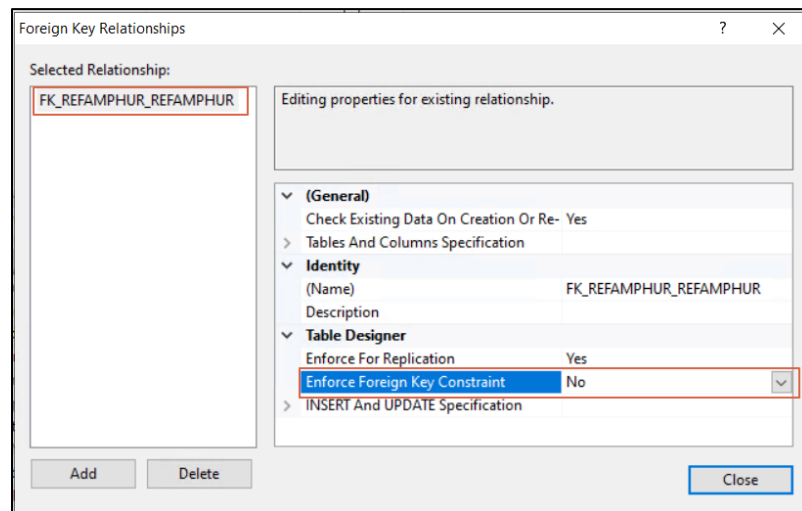 Foreign Key Relationships
?
Selected Relationship:
FK_REFAMPHUR_REFAMPHUR
Editing properties for existing relationship.
(General)
Check Existing Data On Creation Or Re- Yes
Tables And Columns Specification
Identity
(Name) FK_REFAMPHUR_REFAMPHUR
Description
Table Designer
Enforce For Replication Yes
Enforce Foreign Key Constraint No
INSERT And UPDATE Specification
Add Delete
Close